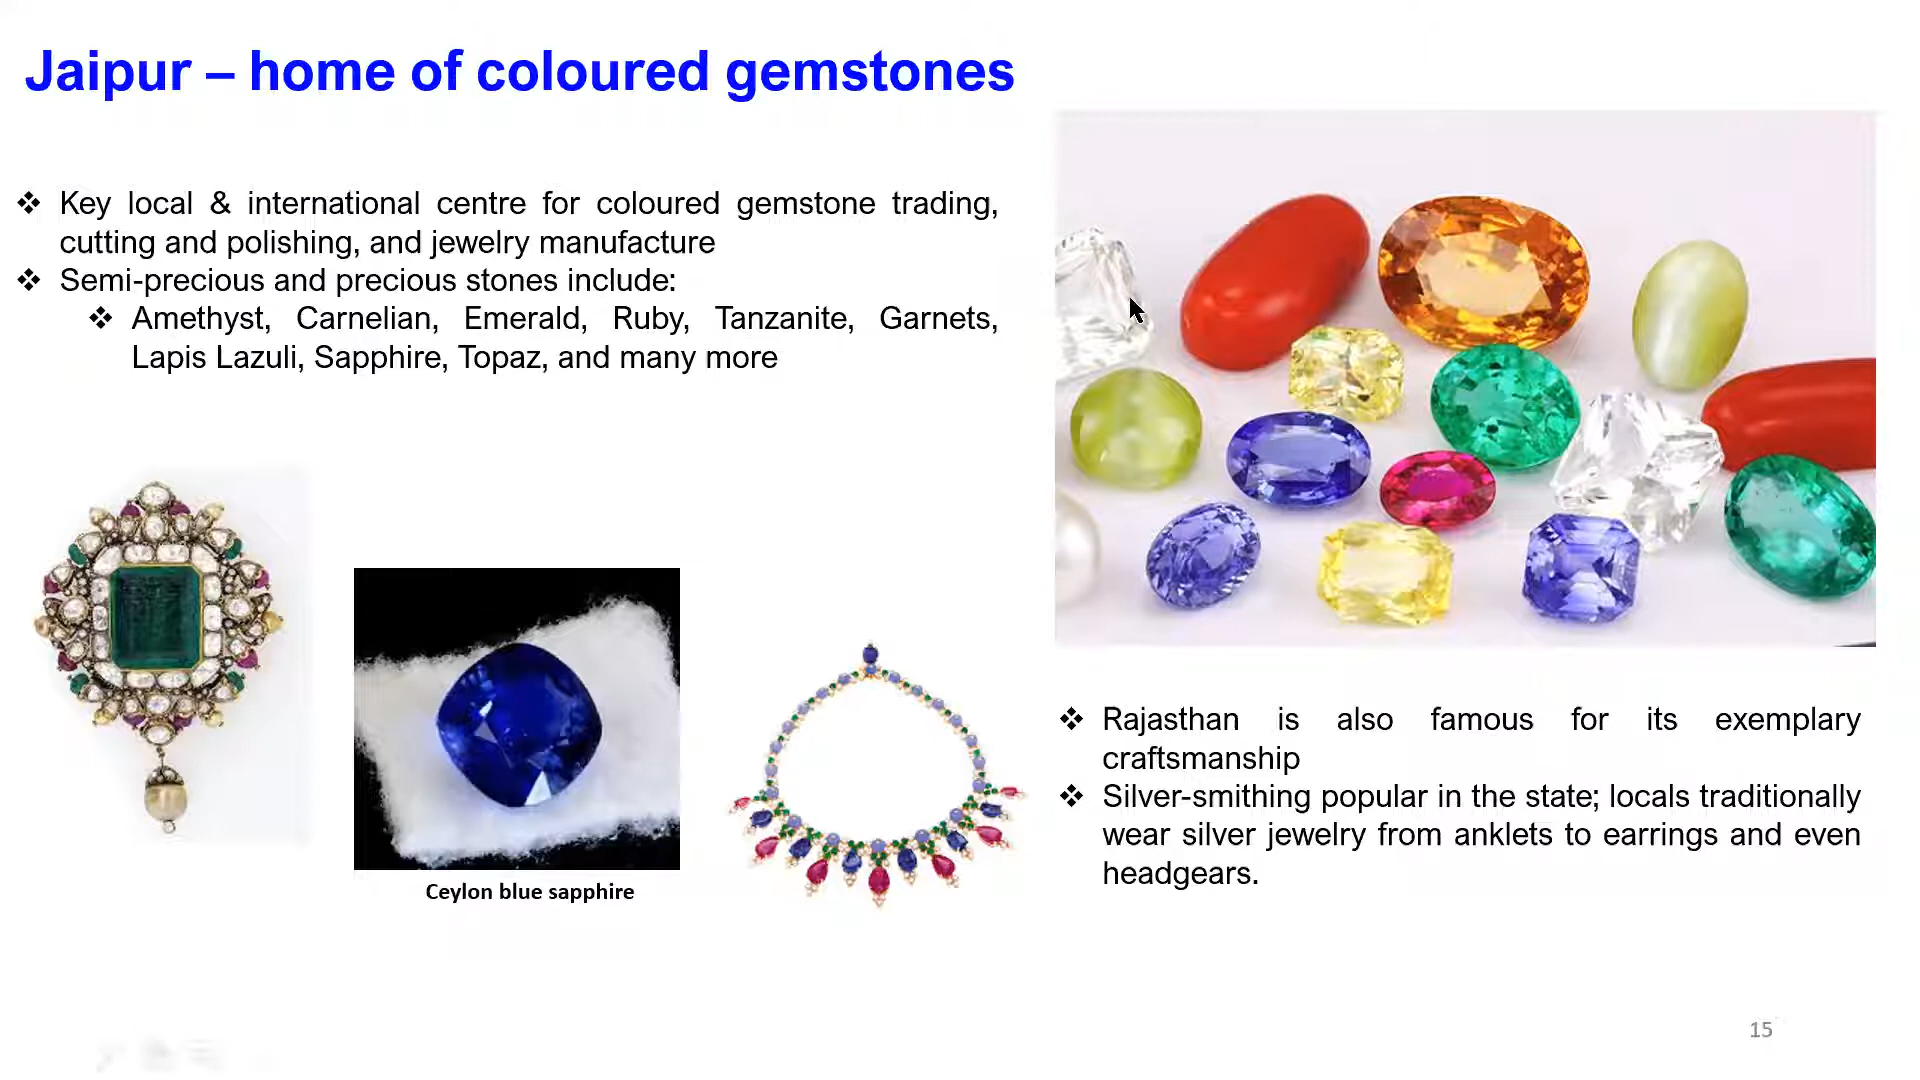 Jaipur – home of coloured gemstones
❖ Key local & international centre for coloured gemstone trading,
cutting and polishing, and jewelry manufacture
❖ Semi-precious and precious stones include:
❖ Amethyst, Carnelian, Emerald, Ruby, Tanzanite, Garnets,
Lapis Lazuli, Sapphire, Topaz, and many more
Ceylon blue sapphire
❖ Rajasthan is also famous for its exemplary
craftsmanship
❖ Silver-smithing popular in the state; locals traditionally
wear silver jewelry from anklets to earrings and even
headgears.
15